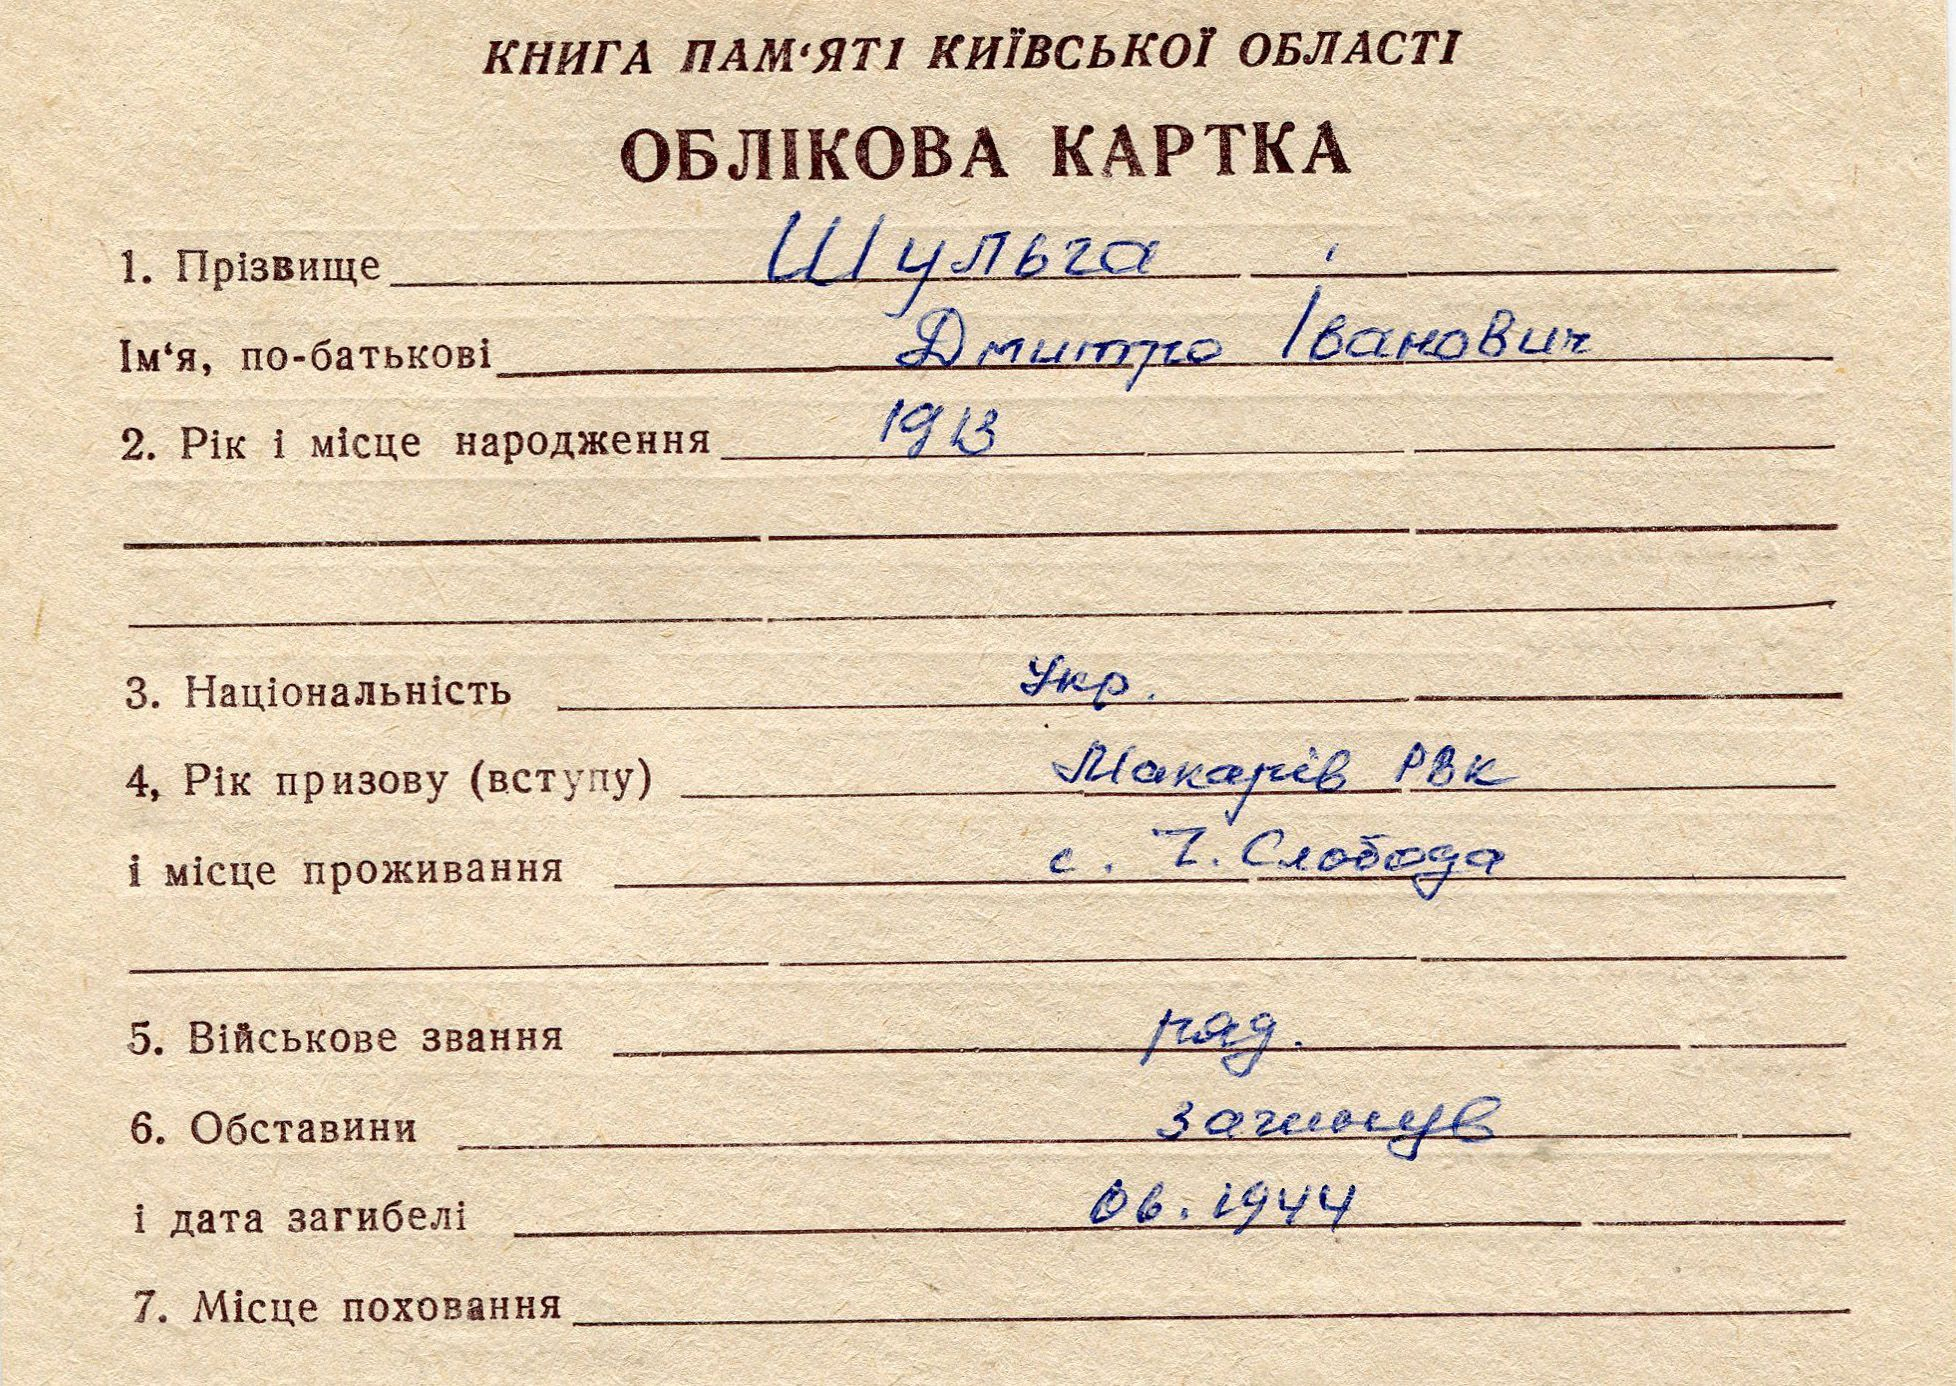 КНИГА ПАМ‘ЯТІ КИЇВСЬКОЇ ОБЛАСТІ
ОБЛІКОВА КАРТКА
1. Прізвище Шульга
Ім‘я, по-батькові Дмитро Іванович
2. Рік і місце народження 1913
3. Національність Укр.
4, Рік призову (вступу) Макарів РВК
і місце проживання с. Ч. Слобода
5. Військове звання ряд.
6. Обставини загинув
і дата загибелі 06.1944
7. Місце поховання